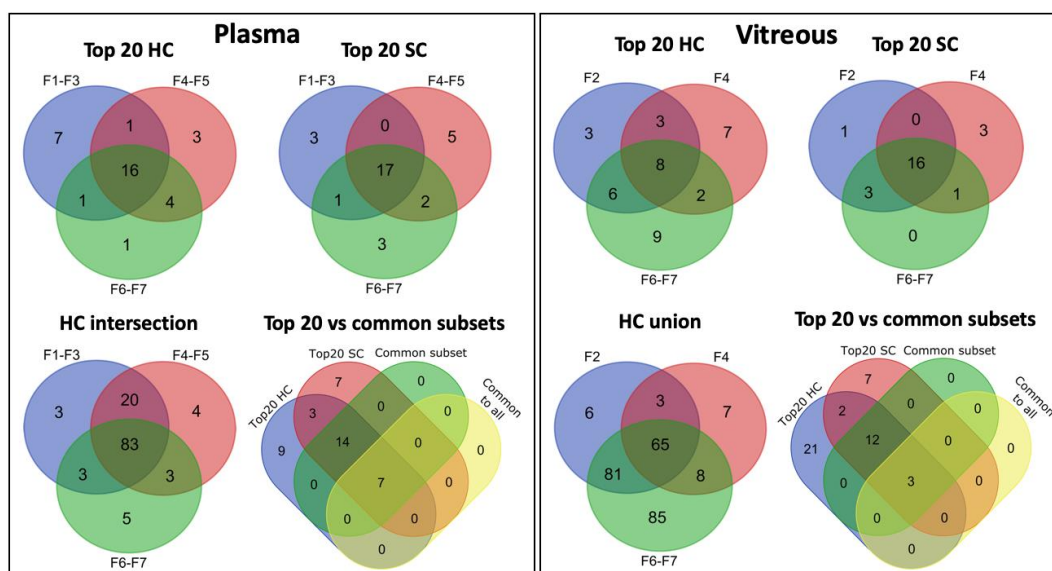 Plasma
Top 20 HC
Top 20 SC
F1-F3
F4-F5
7
1
3
16
1
4
1
F6-F7
F1-F3
F4-F5
3
0
5
17
1
2
3
F6-F7
HC intersection
Top 20 vs common subsets
F1-F3
F4-F5
3
20
4
83
3
3
5
F6-F7
Top20 SC
Common subset
Top20 HC
Common to all
7
0
3
0
0
9
14
0
0
0
7
0
0
0
0
Vitreous
Top 20 HC
Top 20 SC
F2
F4
3
3
7
8
6
2
9
F6-F7
F2
F4
1
0
3
16
3
1
0
F6-F7
HC union
Top 20 vs common subsets
F2
F4
6
3
7
65
81
8
85
F6-F7
Top20 SC
Common subset
Top20 HC
Common to all
7
0
2
0
0
21
12
0
0
0
3
0
0
0
0